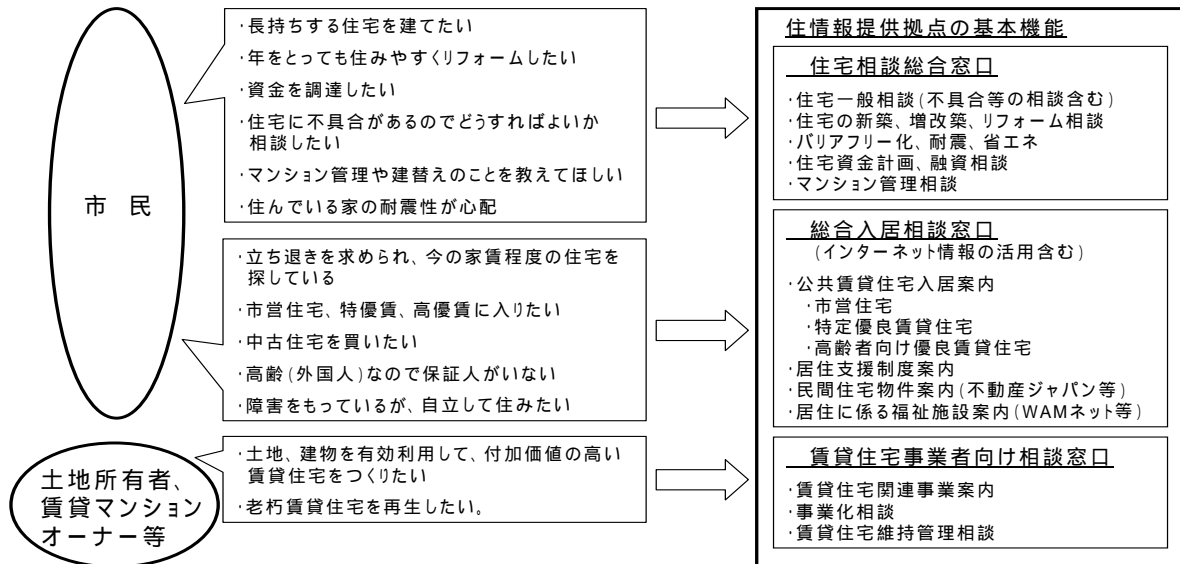 市民
・長持ちする住宅を建てたい
・年をとっても住みやすくリフォームしたい
・資金を調達したい
・住宅に不具合があるのでどうすればよいか
相談したい
・マンション管理や建替えのことを教えてほしい
・住んでいる家の耐震性が心配
・立ち退きを求められ、今の家賃程度の住宅を
探している
・市営住宅、特優賃、高優賃に入りたい
・中古住宅を買いたい
・高齢(外国人)なので保証人がいない
・障害をもっているが、自立して住みたい
土地所有者、
賃貸マンション
オーナー等
・土地、建物を有効利用して、付加価値の高い
賃貸住宅をつくりたい
・老朽賃貸住宅を再生したい。
住情報提供拠点の基本機能
住宅相談総合窓口
・住宅一般相談(不具合等の相談含む)
・住宅の新築、増改築、リフォーム相談
・バリアフリー化、耐震、省エネ
・住宅資金計画、融資相談
・マンション管理相談
総合入居相談窓口
(インターネット情報の活用含む)
・公共賃貸住宅入居案内
・市営住宅
・特定優良賃貸住宅
・高齢者向け優良賃貸住宅
・居住支援制度案内
・民間住宅物件案内(不動産ジャパン等)
・居住に係る福祉施設案内(WAMネット等)
賃貸住宅事業者向け相談窓口
・賃貸住宅関連事業案内
・事業化相談
・賃貸住宅維持管理相談